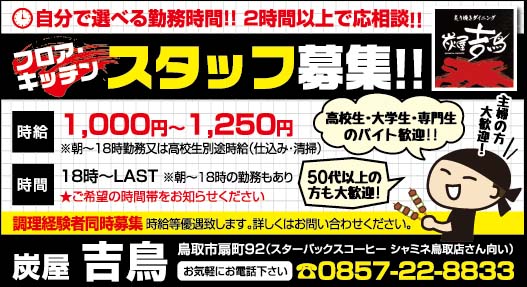 自分で選べる勤務時間!! 2時間以上で応相談!!
炙り焼きダイニング
炭屋吉鳥
フロア・
キッチン
スタッフ募集!!
時給
1,000円～1,250円
※朝～18時勤務又は高校生別途時給(仕込み・清掃)
高校生・大学生・専門生
のバイト歓迎!!
主婦の方
大歓迎!
時間
18時～LAST ※朝～18時の勤務もあり
★ご希望の時間帯をお知らせください
50代以上の
方も大歓迎!
調理経験者同時募集 時給等優遇致します。詳しくはお問い合わせください。
炭屋 吉鳥
鳥取市扇町92(スターバックスコーヒー シャミネ鳥取店さん向い)
お気軽にお電話下さい ☎0857-22-8833